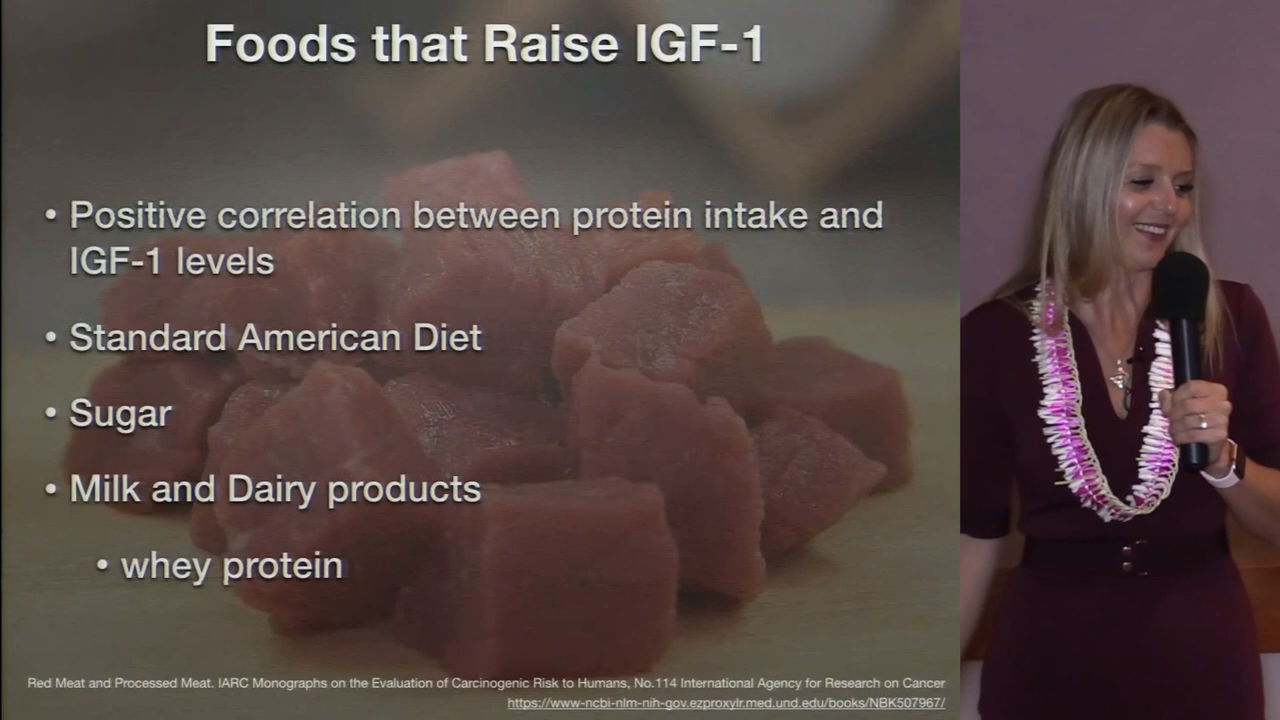 Foods that Raise IGF-1
• Positive correlation between protein intake and
IGF-1 levels
• Standard American Diet
• Sugar
• Milk and Dairy products
• whey protein
Red Meat and Processed Meat. IARC Monographs on the Evaluation of Carcinogenic Risk to Humans, No.114 International Agency for Research on Cancer
https://www-ncbi-nlm-nih-gov.ezproxylr.med.und.edu/books/NBK507967/